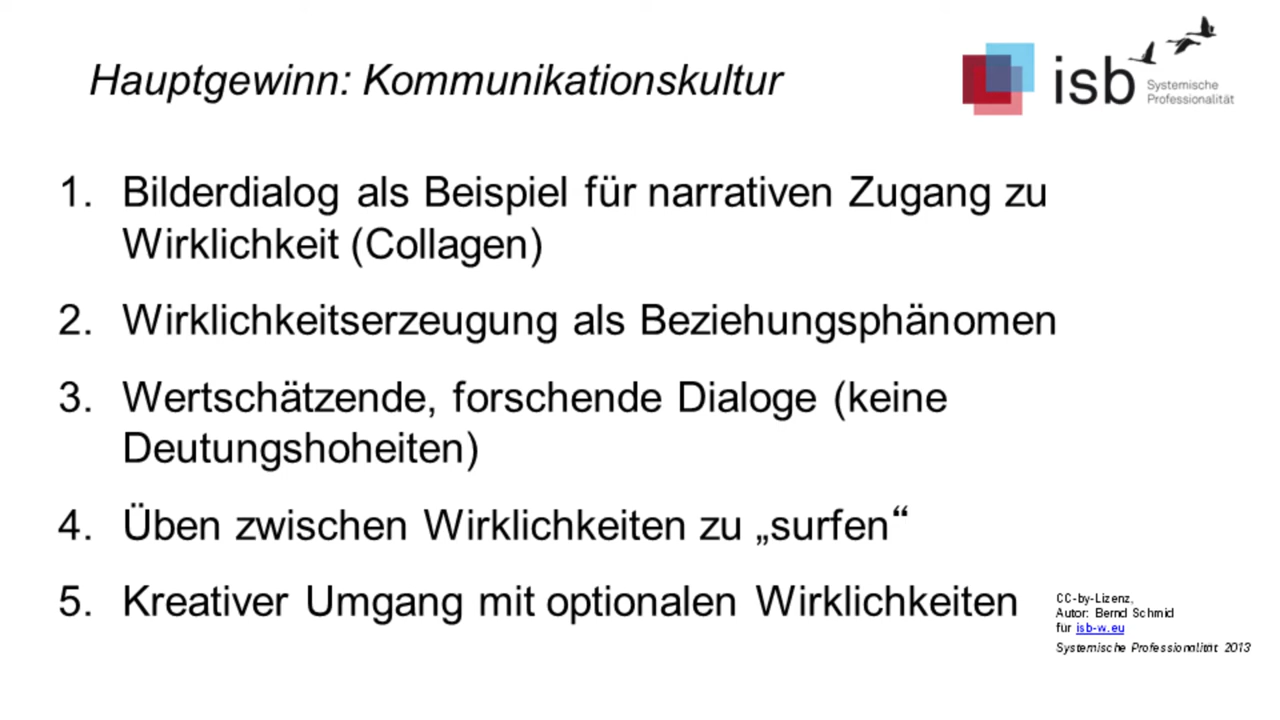 Hauptgewinn: Kommunikationskultur
isb
Systemische
Professionalität
1. Bilderdialog als Beispiel für narrativen Zugang zu
Wirklichkeit (Collagen)
2. Wirklichkeitserzeugung als Beziehungsphänomen
3. Wertschätzende, forschende Dialoge (keine
Deutungshoheiten)
4. Üben zwischen Wirklichkeiten zu „surfen“
5. Kreativer Umgang mit optionalen Wirklichkeiten
CC-by-Lizenz,
Autor: Bernd Schmid
für isb-w.eu
Systemische Professionalität 2013